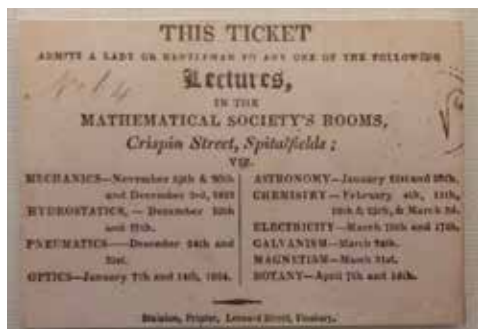 THIS TICKET
ADMITS A LADY OR GENTLEMAN TO ANY ONE OF THE FOLLOWING
Lectures,
IN THE
MATHEMATICAL SOCIETY'S ROOMS,
Crispin Street, Spitalfields;
VIZ.
MECHANICS—November 19th & 26th
and December 3rd, 1823
HYDROSTATICS,—December 10th
and 17th.
PNEUMATICS—December 24th and
31st.
OPTICS—January 7th and 14th, 1824.
ASTRONOMY—January 21st and 28th.
CHEMISTRY—February 4th, 11th,
18th & 25th, & March 3d.
ELECTRICITY—March 10th and 17th.
GALVANISM—March 24th.
MAGNETISM—March 31st.
BOTANY—April 7th and 14th.
Printer, Leonard Street, Finsbury.